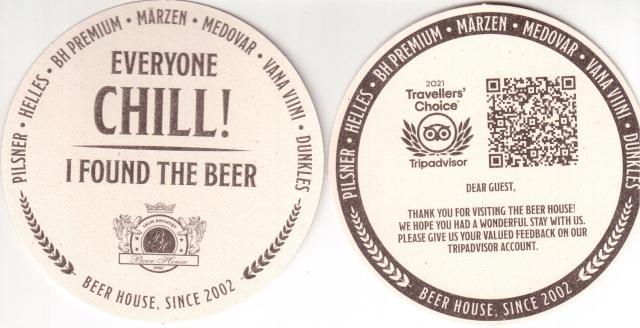 PILSNER • HELLES • BH PREMIUM • MÄRZEN • MEDOVAR • VANA VIINI • DUNKLES
EVERYONE
CHILL!
I FOUND THE BEER
Beer House
BEER HOUSE, SINCE 2002
PILSNER • HELLES • BH PREMIUM • MÄRZEN • MEDOVAR • VANA VIINI • DUNKLES
2021
Travellers'
Choice
Tripadvisor
DEAR GUEST,
THANK YOU FOR VISITING THE BEER HOUSE!
WE HOPE YOU HAD A WONDERFUL STAY WITH US.
PLEASE GIVE US YOUR VALUED FEEDBACK ON OUR
TRIPADVISOR ACCOUNT.
BEER HOUSE, SINCE 2002